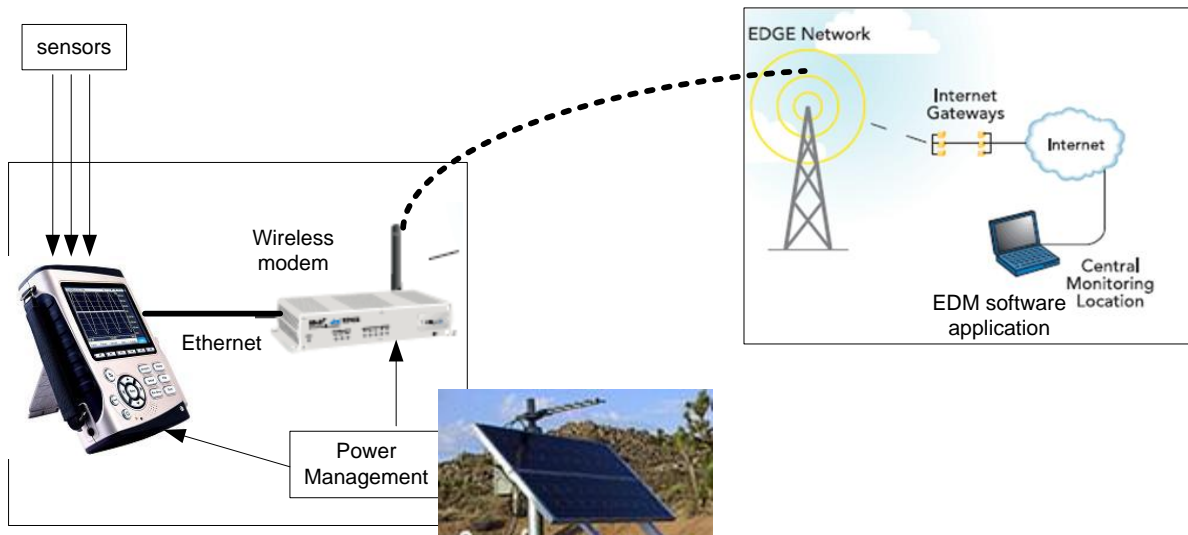 sensors
EDGE Network
Internet
Gateways
Internet
Wireless
modem
Ethernet
Central
Monitoring
Location
EDM software
application
Power
Management